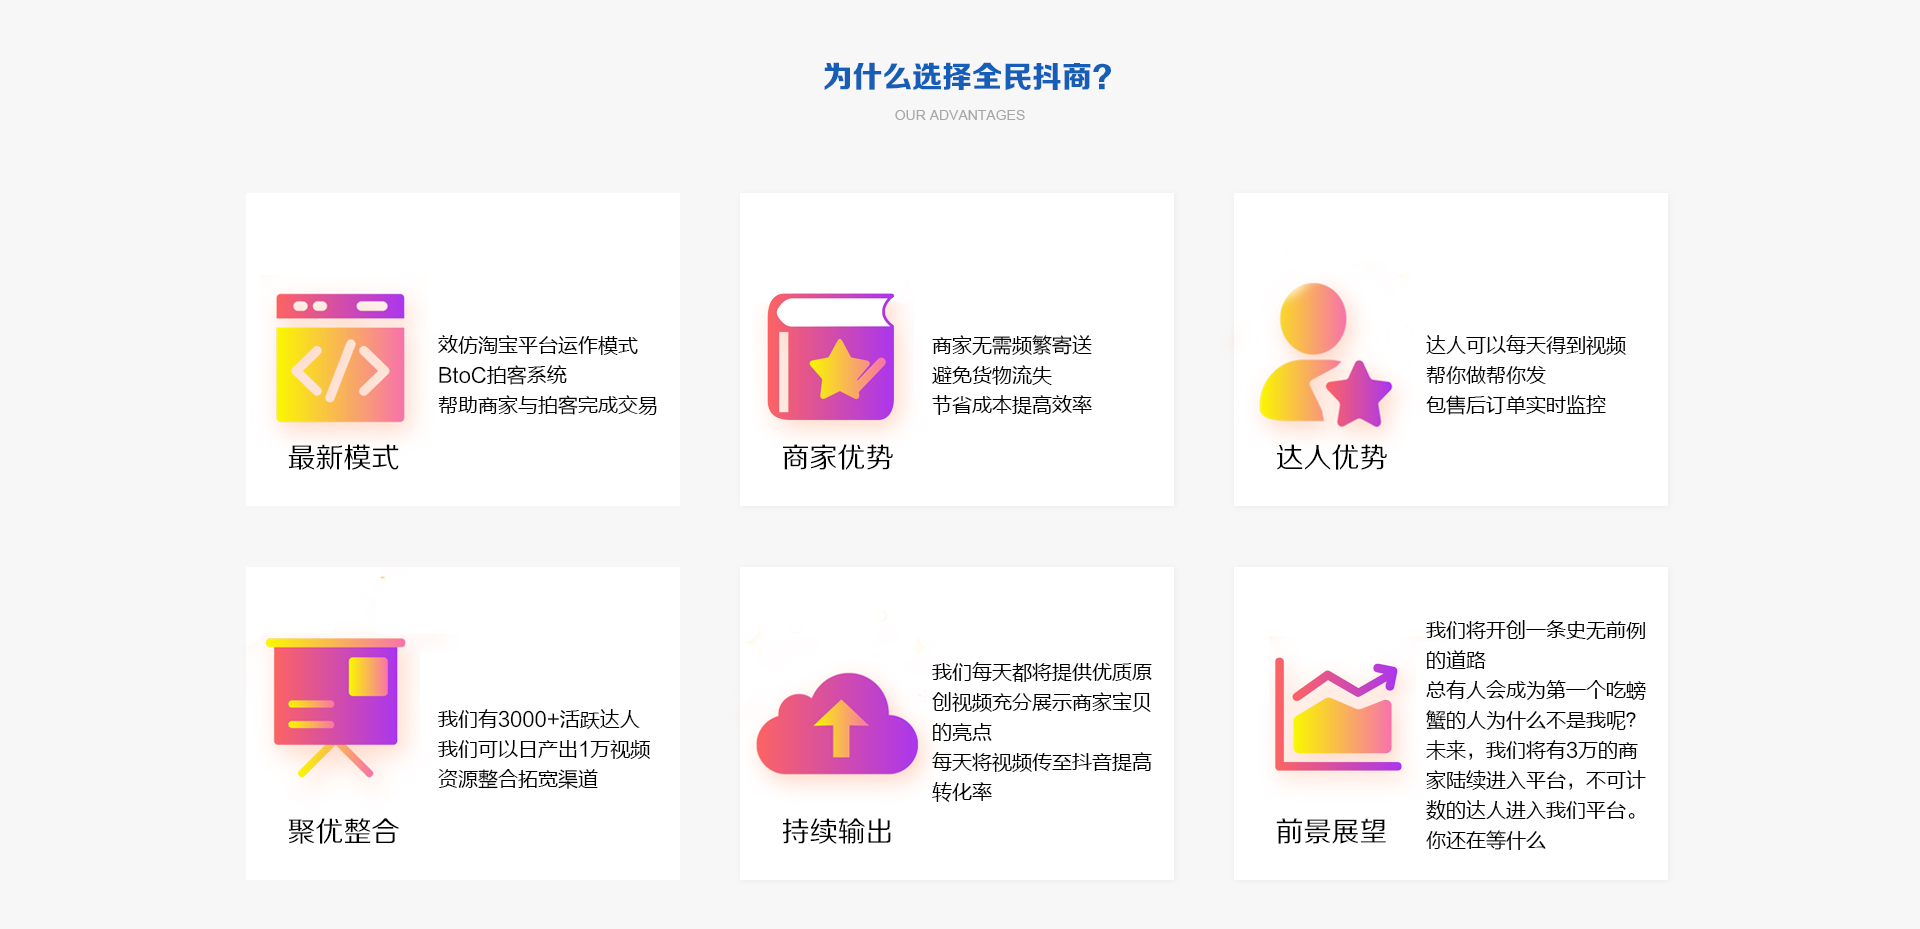 为什么选择全民抖商?
OUR ADVANTAGES
效仿淘宝平台运作模式
BtoC拍客系统
帮助商家与拍客完成交易
最新模式
商家无需频繁寄送
避免货物流失
节省成本提高效率
商家优势
达人可以每天得到视频
帮你做帮你发
包售后订单实时监控
达人优势
我们有3000+活跃达人
我们可以日产出1万视频
资源整合拓宽渠道
聚优整合
我们每天都将提供优质原
创视频充分展示商家宝贝
的亮点
每天将视频传至抖音提高
转化率
持续输出
我们将开创一条史无前例
的道路
总有人会成为第一个吃螃
蟹的人为什么不是我呢?
未来，我们将有3万的商
家陆续进入平台，不可计
数的达人进入我们平台。
你还在等什么
前景展望